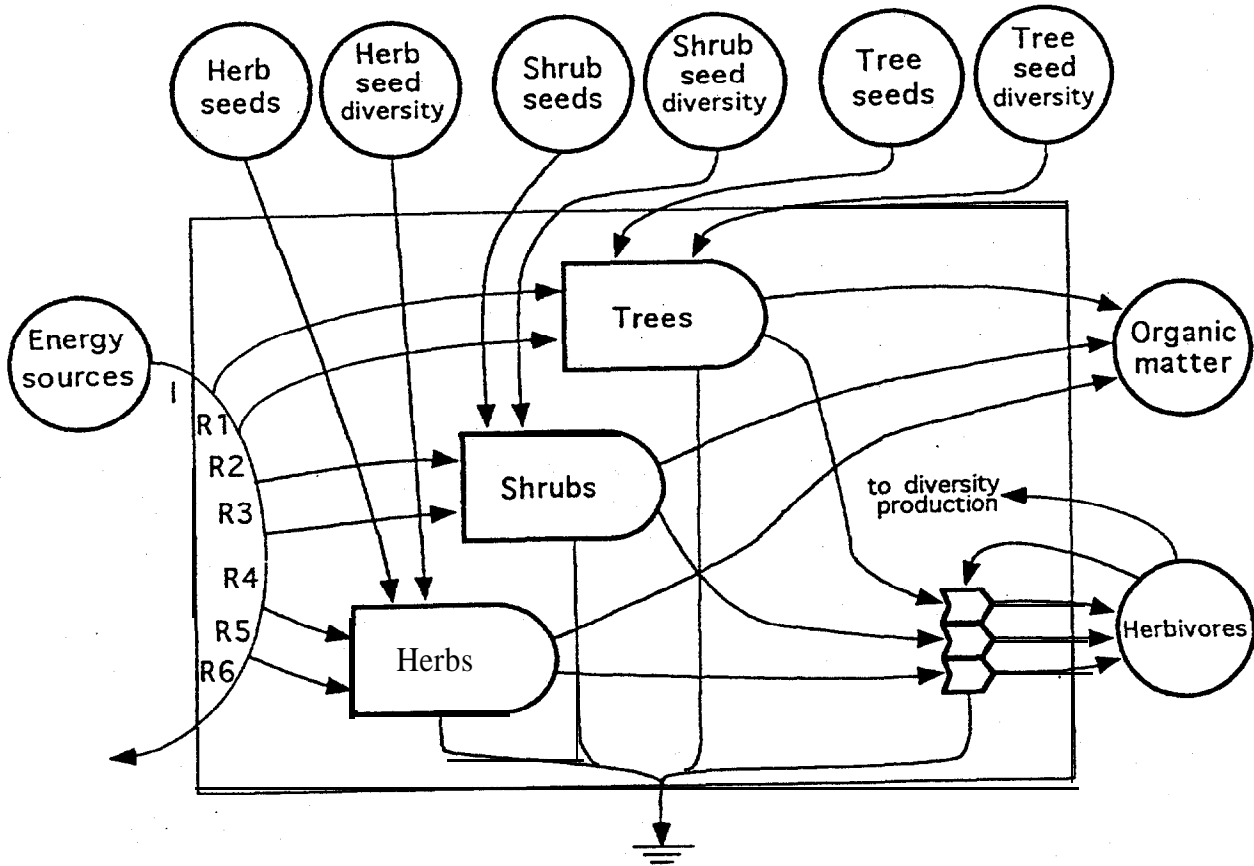 Herb
seeds
Herb
seed
diversity
Shrub
seeds
Shrub
seed
diversity
Tree
seeds
Tree
seed
diversity
Energy
sources
I
R1
R2
R3
R4
R5
R6
Trees
Shrubs
Herbs
Organic
matter
to diversity
production
Herbivores